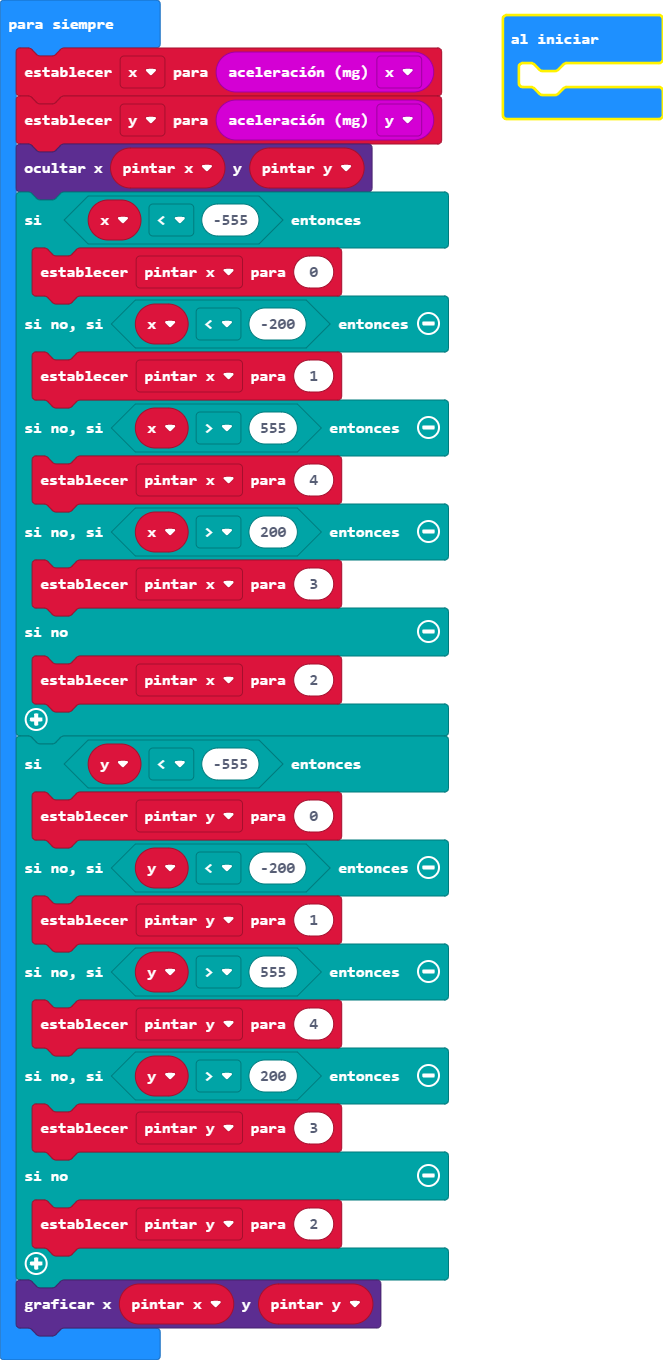 para siempre
al iniciar
establecer x para aceleración (mg) x
establecer y para aceleración (mg) y
ocultar x pintar x y pintar y
si x < -555 entonces
establecer pintar x para 0
si no, si x < -200 entonces
establecer pintar x para 1
si no, si x > 555 entonces
establecer pintar x para 4
si no, si x > 200 entonces
establecer pintar x para 3
si no
establecer pintar x para 2
si y < -555 entonces
establecer pintar y para 0
si no, si y < -200 entonces
establecer pintar y para 1
si no, si y > 555 entonces
establecer pintar y para 4
si no, si y > 200 entonces
establecer pintar y para 3
si no
establecer pintar y para 2
graficar x pintar x y pintar y